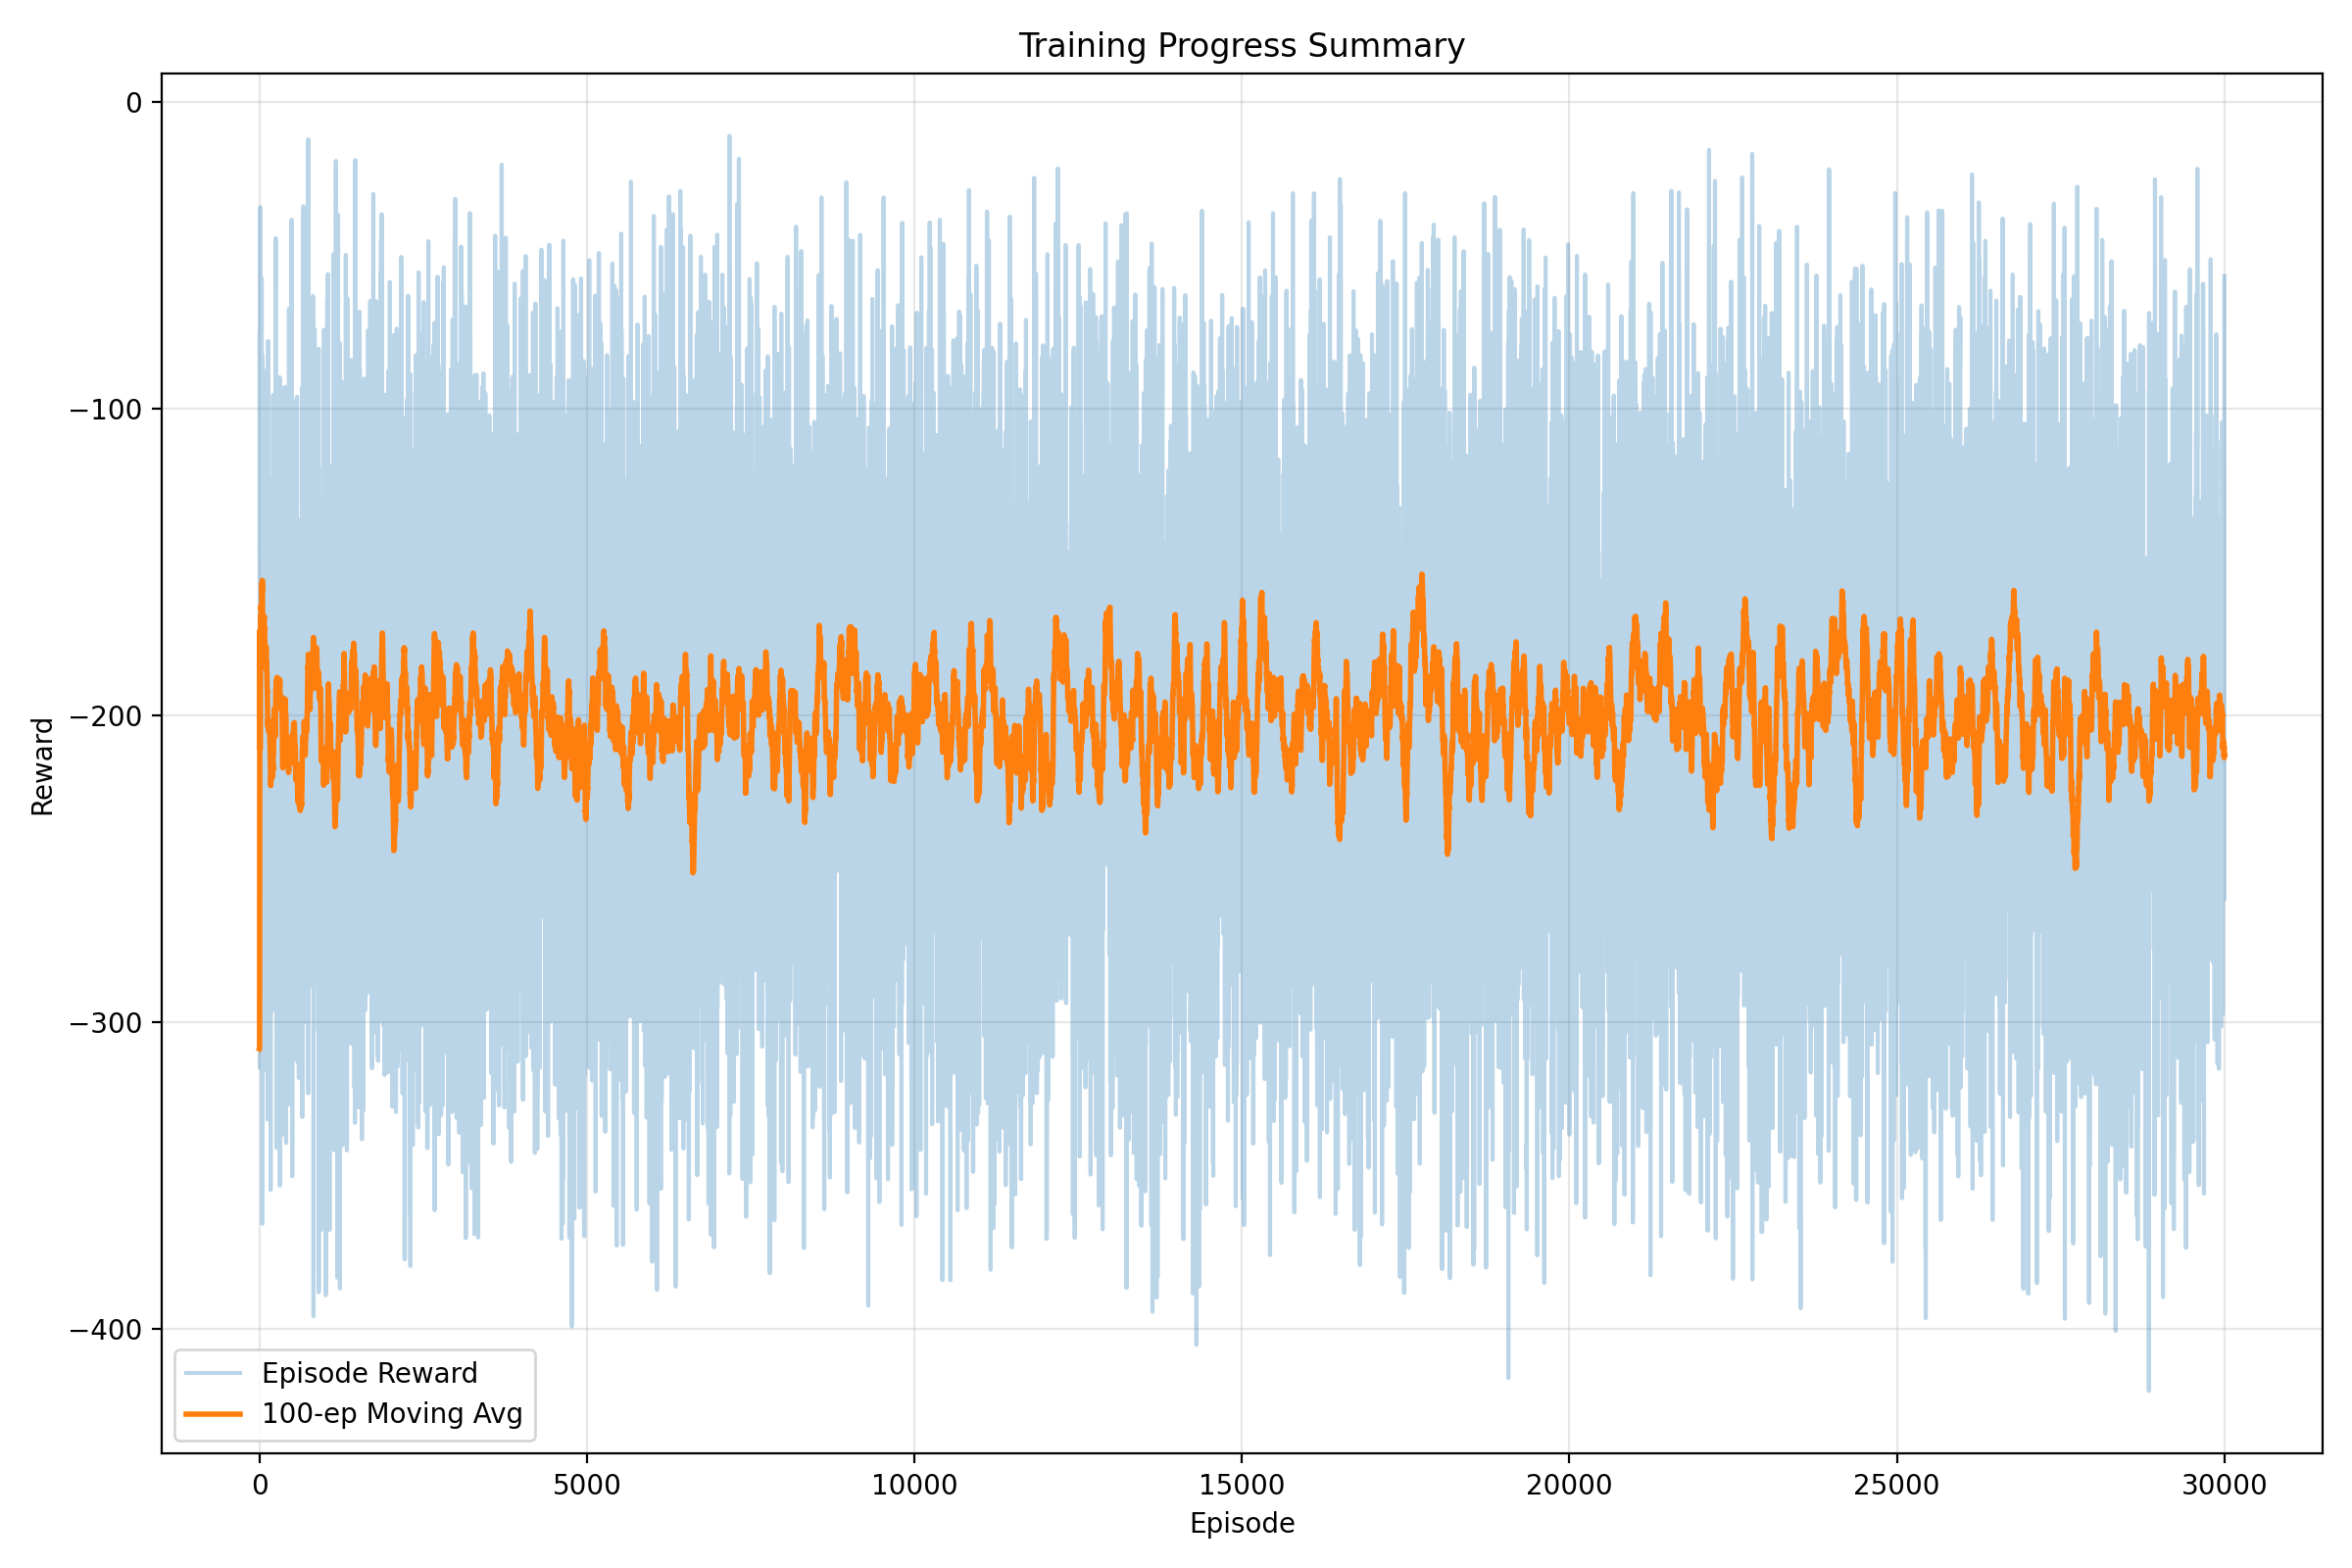 Training Progress Summary
Reward
0
−100
−200
−300
−400
Episode Reward
100-ep Moving Avg
0
5000
10000
15000
20000
25000
30000
Episode